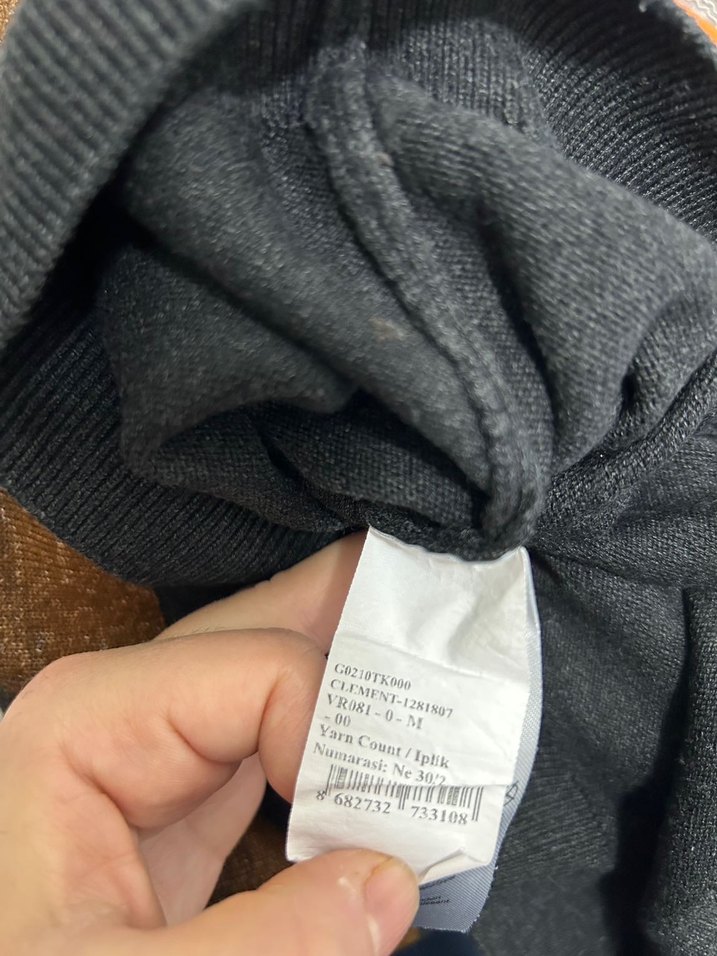 G0210TK000
CLEMENT-1281807
VR081 - 0 - M
- 00
Yarn Count / Iplik
Numarasi: Ne 30/2
8 682732 733108